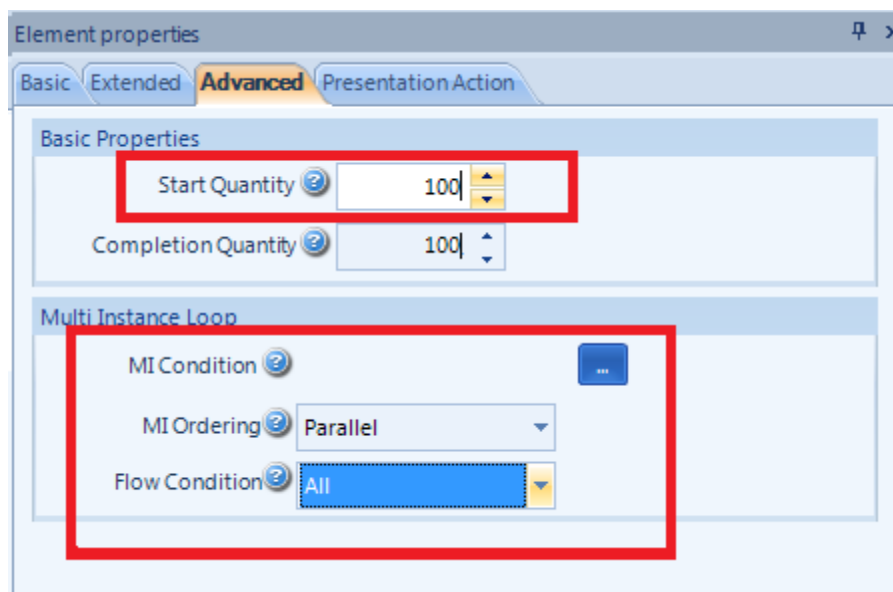 Element properties
Basic Extended Advanced Presentation Action
Basic Properties
Start Quantity 100
Completion Quantity 100
Multi Instance Loop
MI Condition ...
MI Ordering Parallel
Flow Condition All